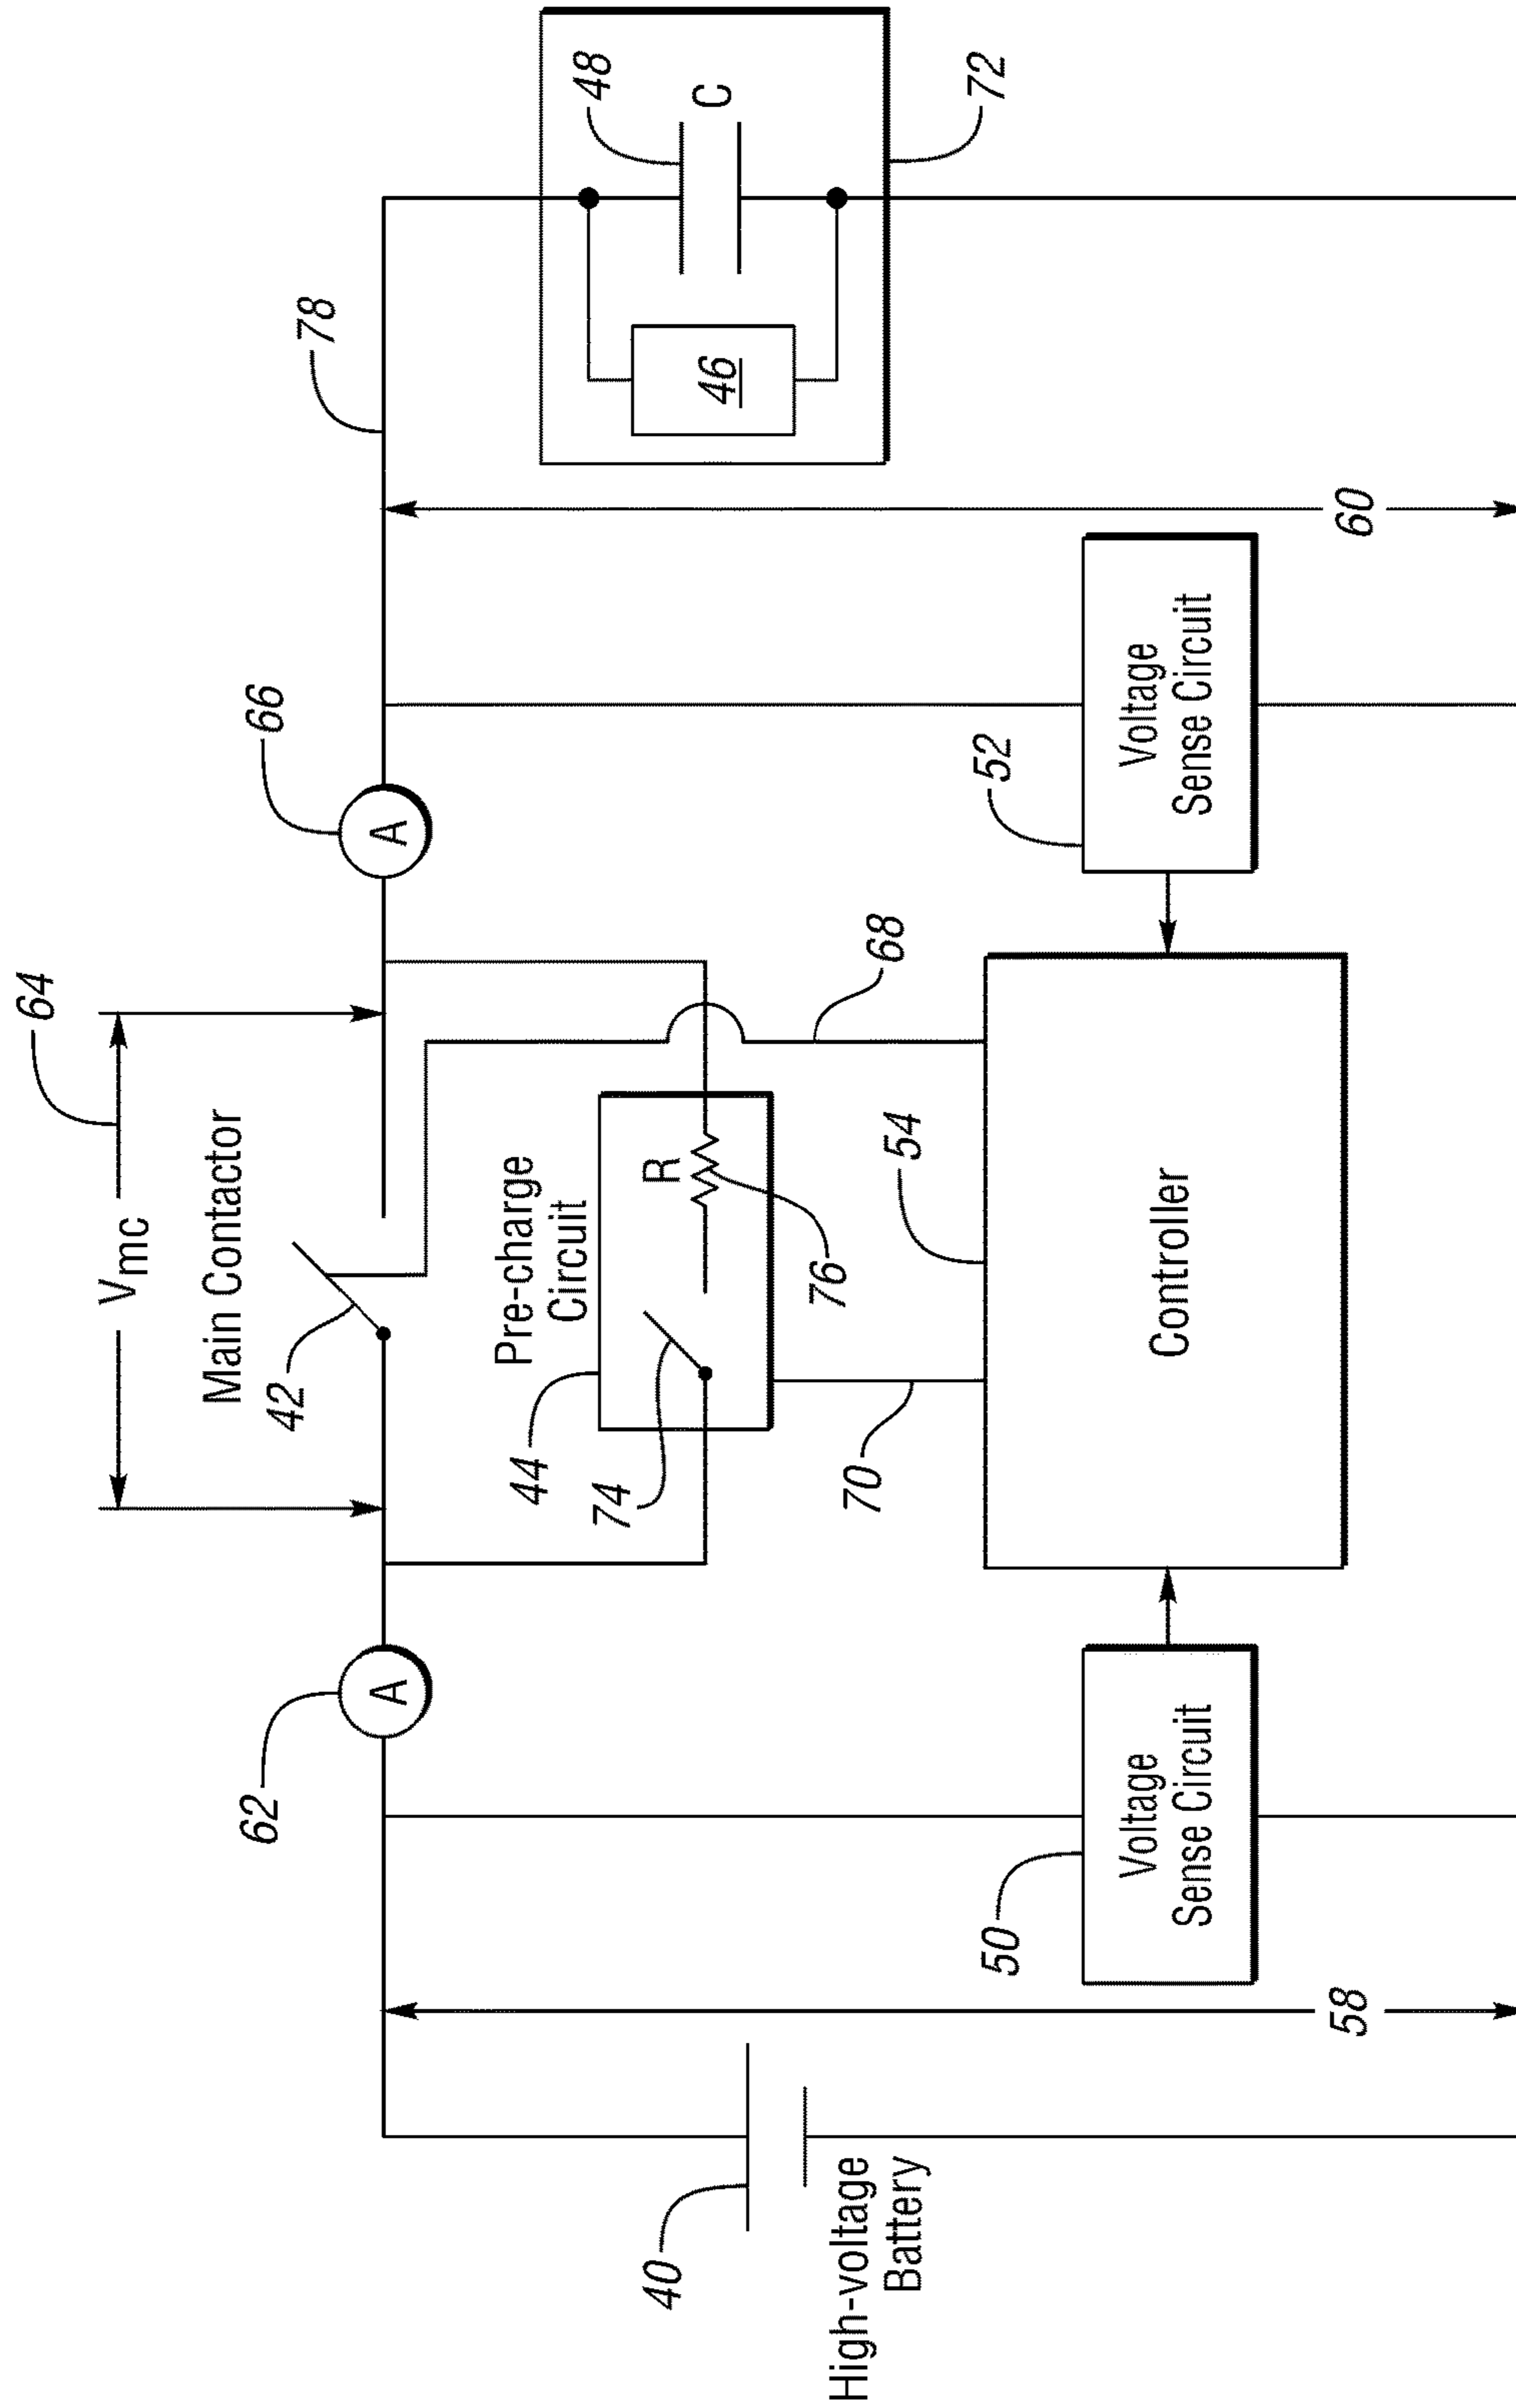 64
V mc
Main Contactor
42
62
A
66
A
78
Pre-charge
Circuit
44
74
R
76
68
70
48
C
46
72
40
High-voltage
Battery
50
Voltage
Sense Circuit
54
Controller
52
Voltage
Sense Circuit
58
60